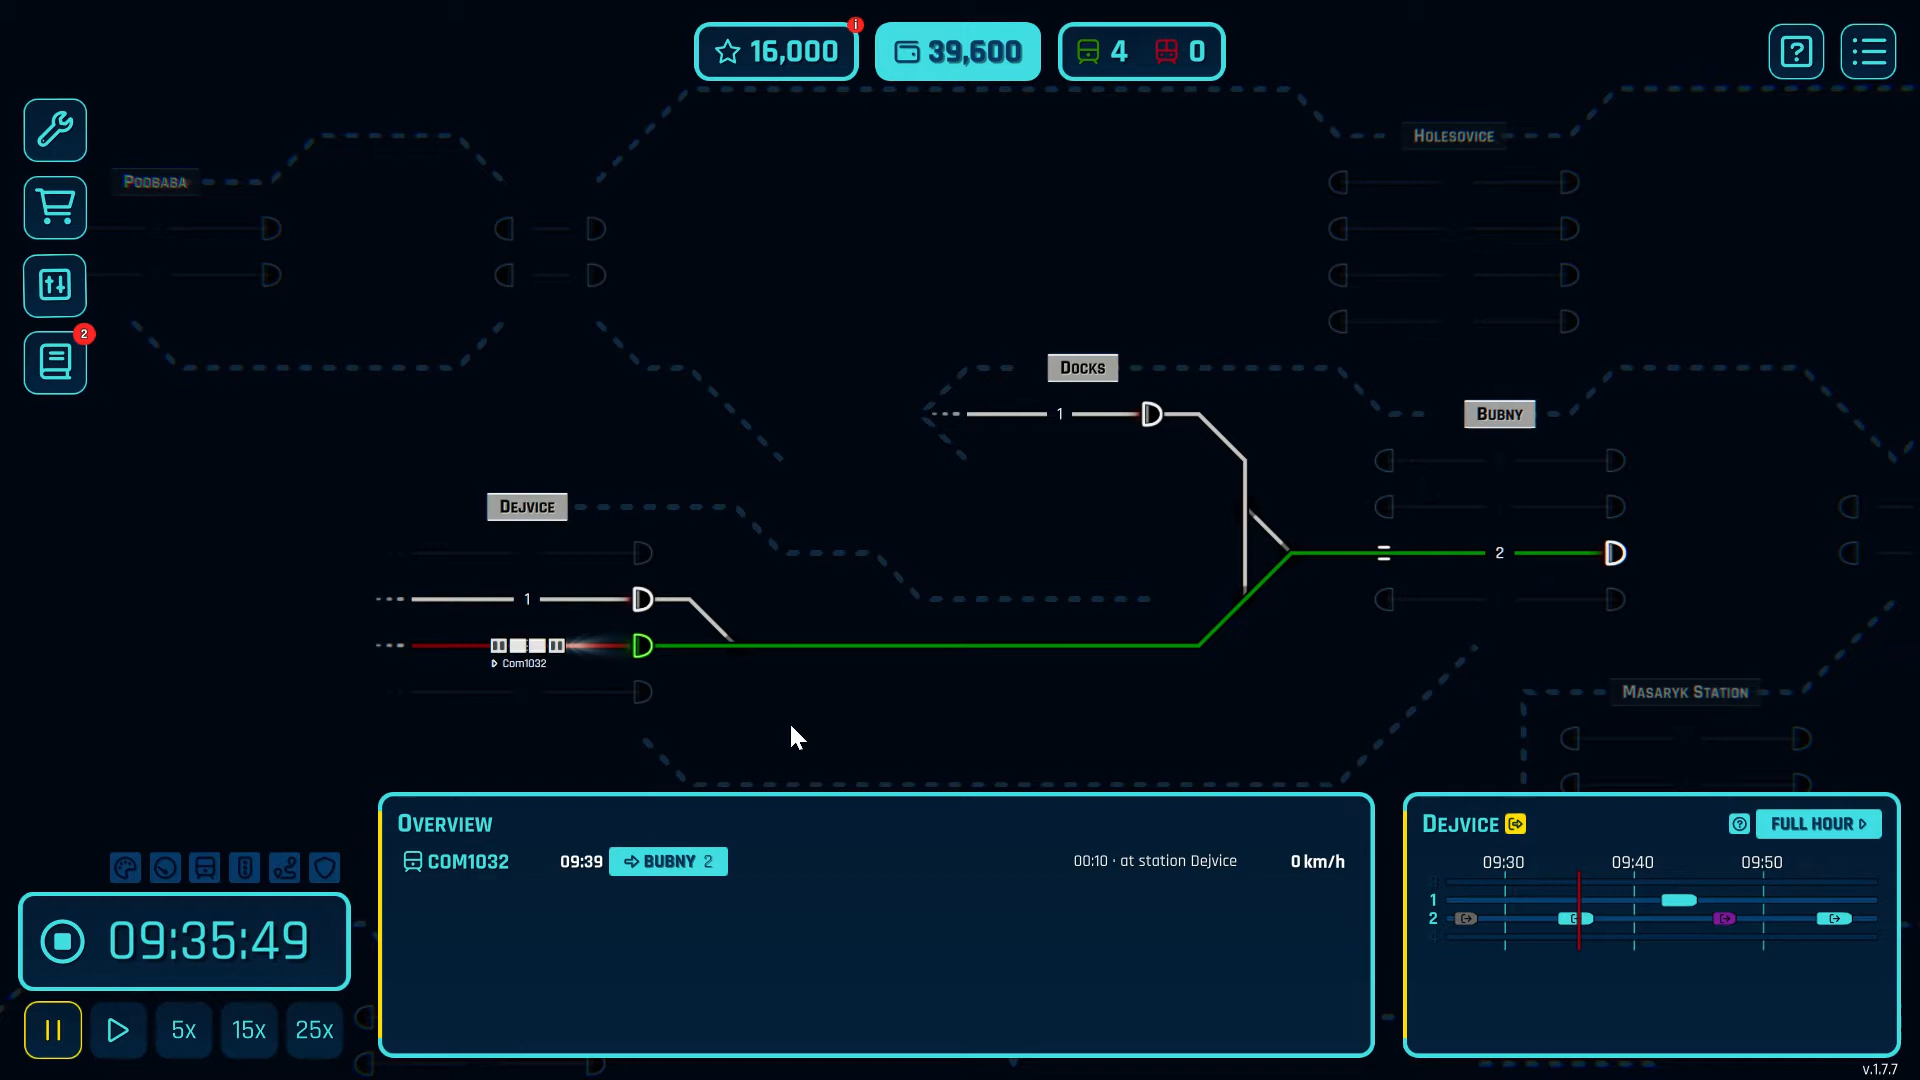 16,000
i
39,600
4
0
?
PODBABA
HOLESOVICE
2
DOCKS
1
BUBNY
DEJVICE
2
1
Com1032
MASARYK STATION
OVERVIEW
COM1032 09:39 BUBNY 2 00:10 · at station Dejvice 0 km/h
DEJVICE ? FULL HOUR
09:30 09:40 09:50
1
2
09:35:49
5x 15x 25x
v.1.7.7